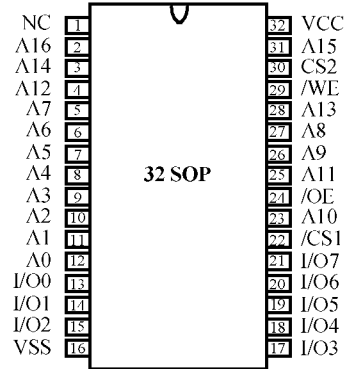 NC 1 32 VCC
A16 2 31 A15
A14 3 30 CS2
A12 4 29 /WE
A7 5 28 A13
A6 6 27 A8
A5 7 26 A9
A4 8 32 SOP 25 A11
A3 9 24 /OE
A2 10 23 A10
A1 11 22 /CS1
A0 12 21 I/O7
I/O0 13 20 I/O6
I/O1 14 19 I/O5
I/O2 15 18 I/O4
VSS 16 17 I/O3